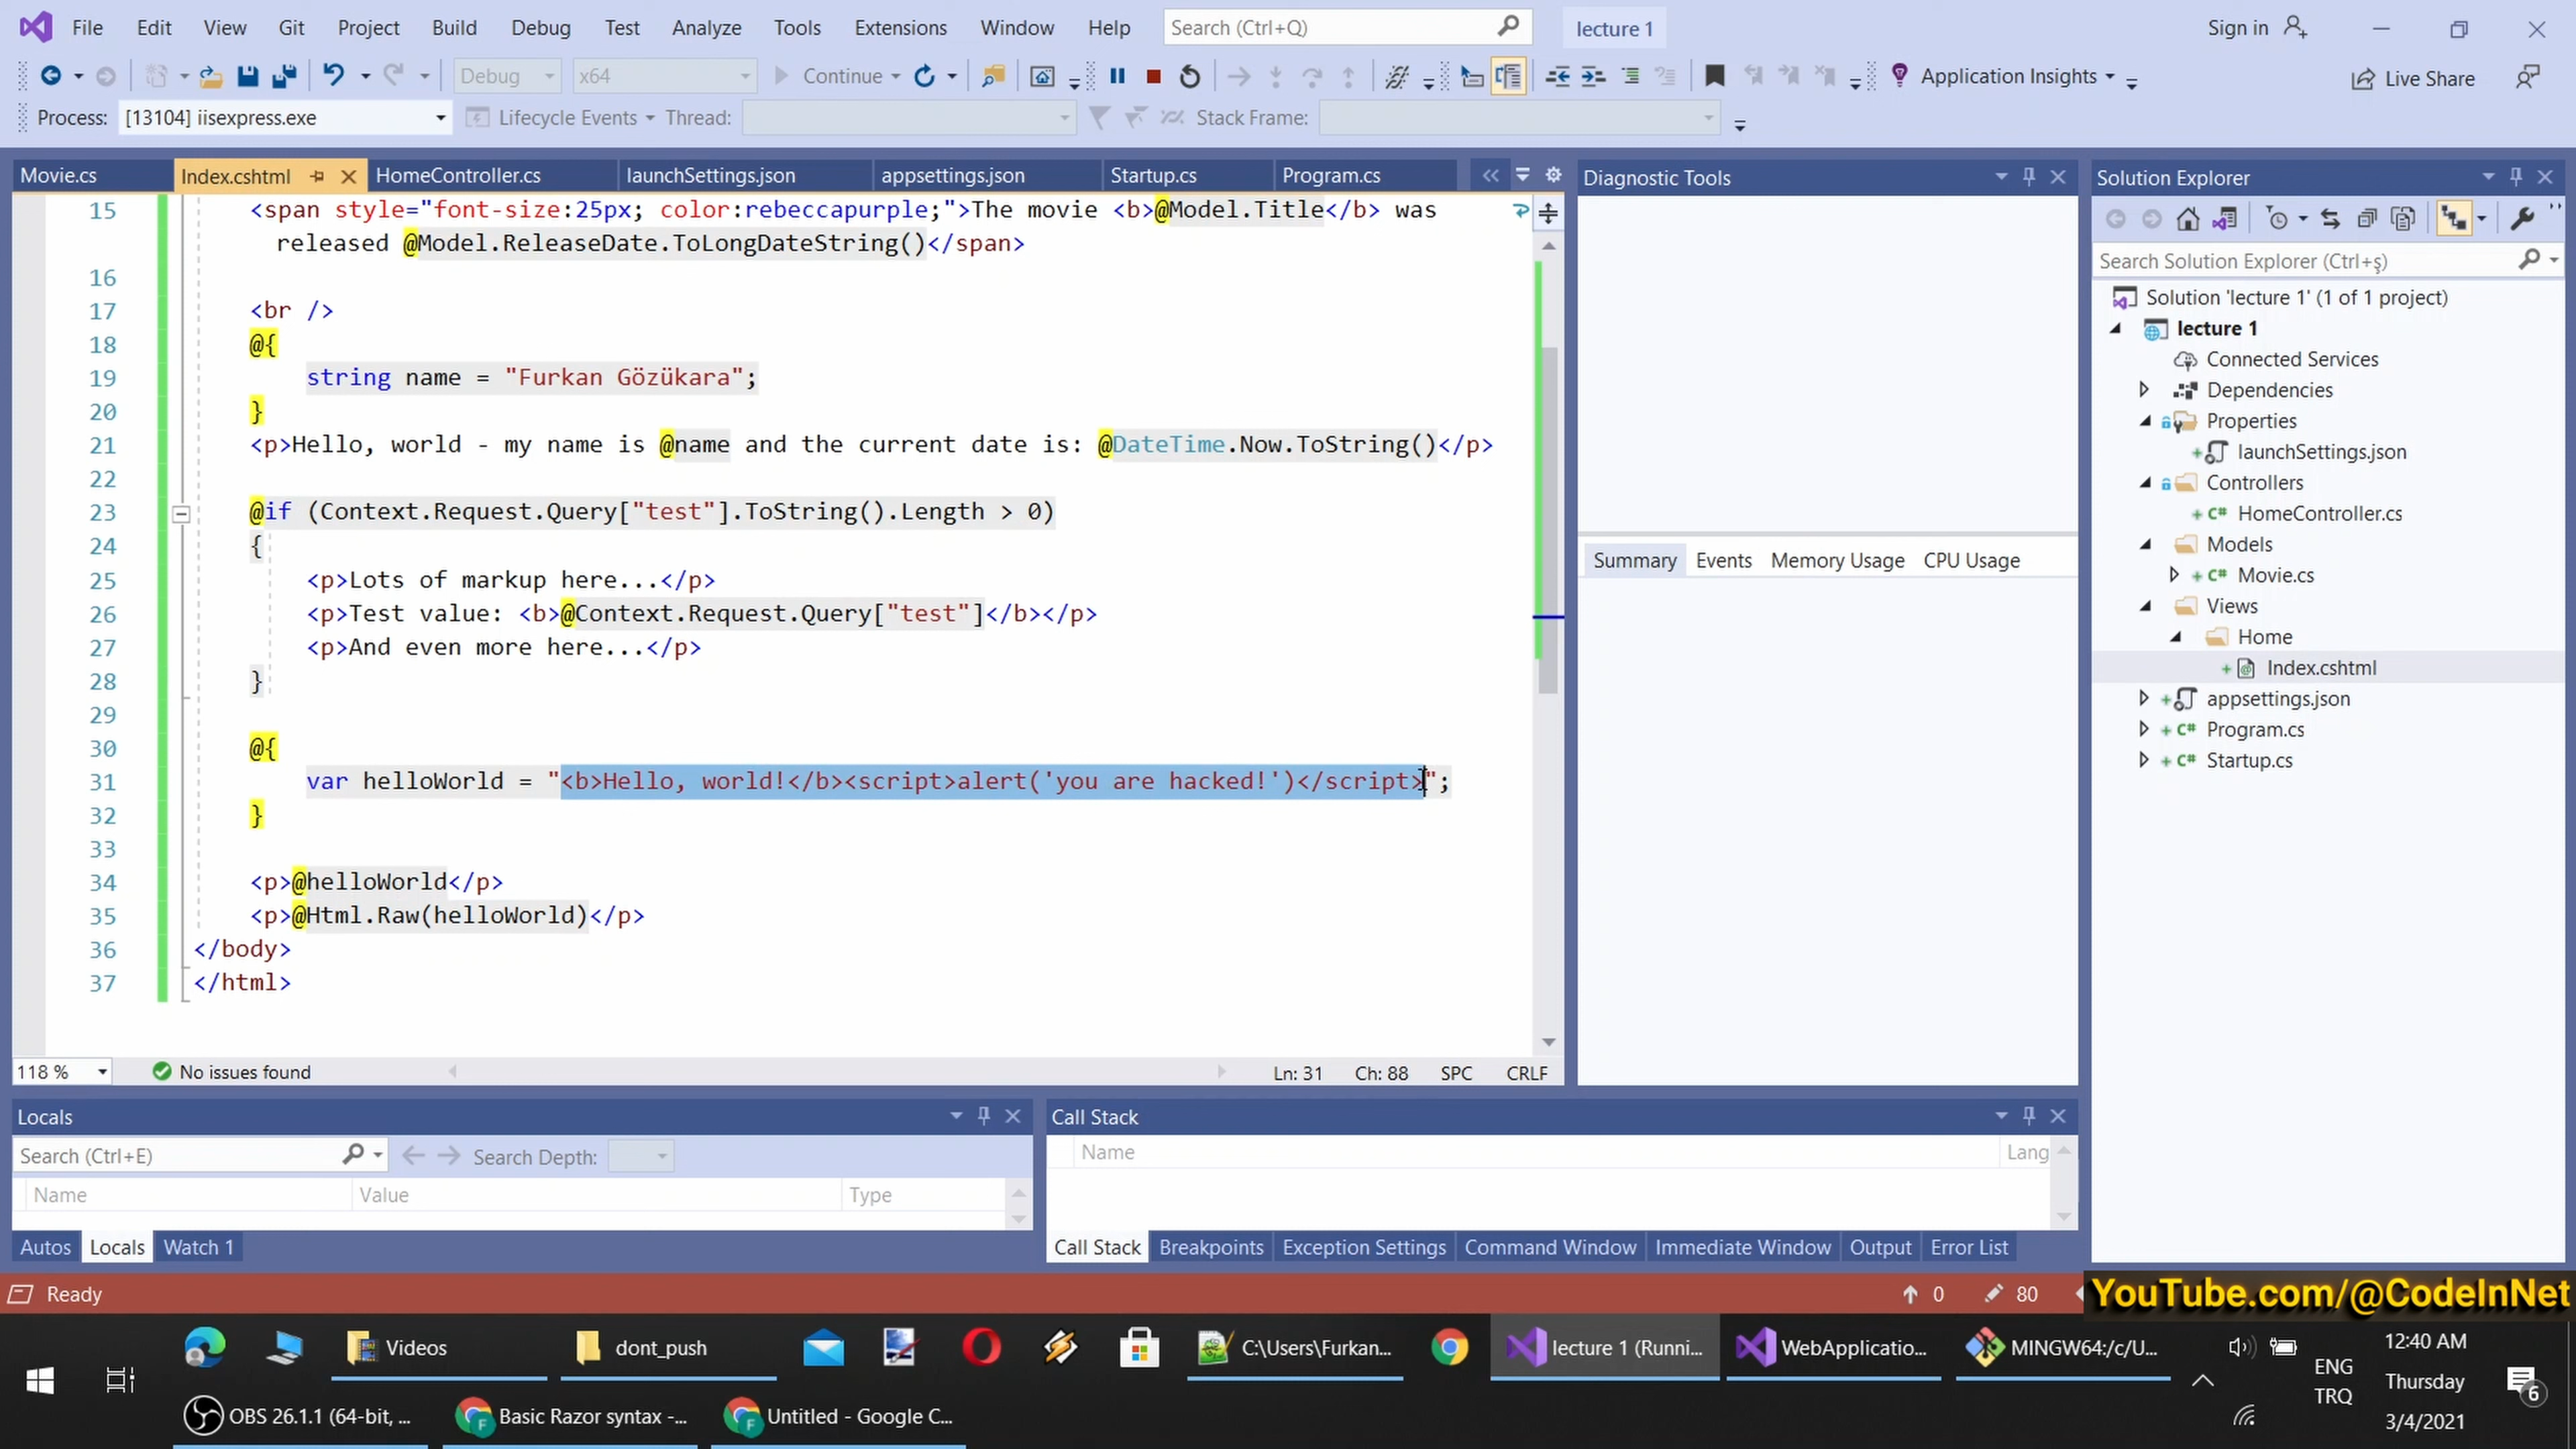 File Edit View Git Project Build Debug Test Analyze Tools Extensions Window Help Search (Ctrl+Q) lecture 1 Sign in
Debug x64 Continue Application Insights Live Share
Process: [13104] iisexpress.exe Lifecycle Events Thread: Stack Frame:
Movie.cs Index.cshtml HomeController.cs launchSettings.json appsettings.json Startup.cs Program.cs
15 <span style="font-size:25px; color:rebeccapurple;">The movie <b>@Model.Title</b> was
released @Model.ReleaseDate.ToLongDateString()</span>
16
17 <br />
18 @{
19 string name = "Furkan Gözükara";
20 }
21 <p>Hello, world - my name is @name and the current date is: @DateTime.Now.ToString()</p>
22
23 @if (Context.Request.Query["test"].ToString().Length > 0)
24 {
25 <p>Lots of markup here...</p>
26 <p>Test value: <b>@Context.Request.Query["test"]</b></p>
27 <p>And even more here...</p>
28 }
29
30 @{
31 var helloWorld = "<b>Hello, world!</b><script>alert('you are hacked!')</script>";
32 }
33
34 <p>@helloWorld</p>
35 <p>@Html.Raw(helloWorld)</p>
36 </body>
37 </html>
118 % No issues found Ln: 31 Ch: 88 SPC CRLF
Diagnostic Tools
Summary Events Memory Usage CPU Usage
Solution Explorer
Search Solution Explorer (Ctrl+ş)
Solution 'lecture 1' (1 of 1 project)
lecture 1
Connected Services
Dependencies
Properties
launchSettings.json
Controllers
HomeController.cs
Models
Movie.cs
Views
Home
Index.cshtml
appsettings.json
Program.cs
Startup.cs
Locals
Search (Ctrl+E) Search Depth:
Name Value Type
Autos Locals Watch 1
Call Stack
Name Lang
Call Stack Breakpoints Exception Settings Command Window Immediate Window Output Error List
Ready 0 80
YouTube.com/@CodeInNet
Videos dont_push C:\Users\Furkan... lecture 1 (Runni... WebApplicatio... MINGW64:/c/U...
OBS 26.1.1 (64-bit, ... Basic Razor syntax -... Untitled - Google C...
ENG
TRQ
12:40 AM
Thursday
3/4/2021
6